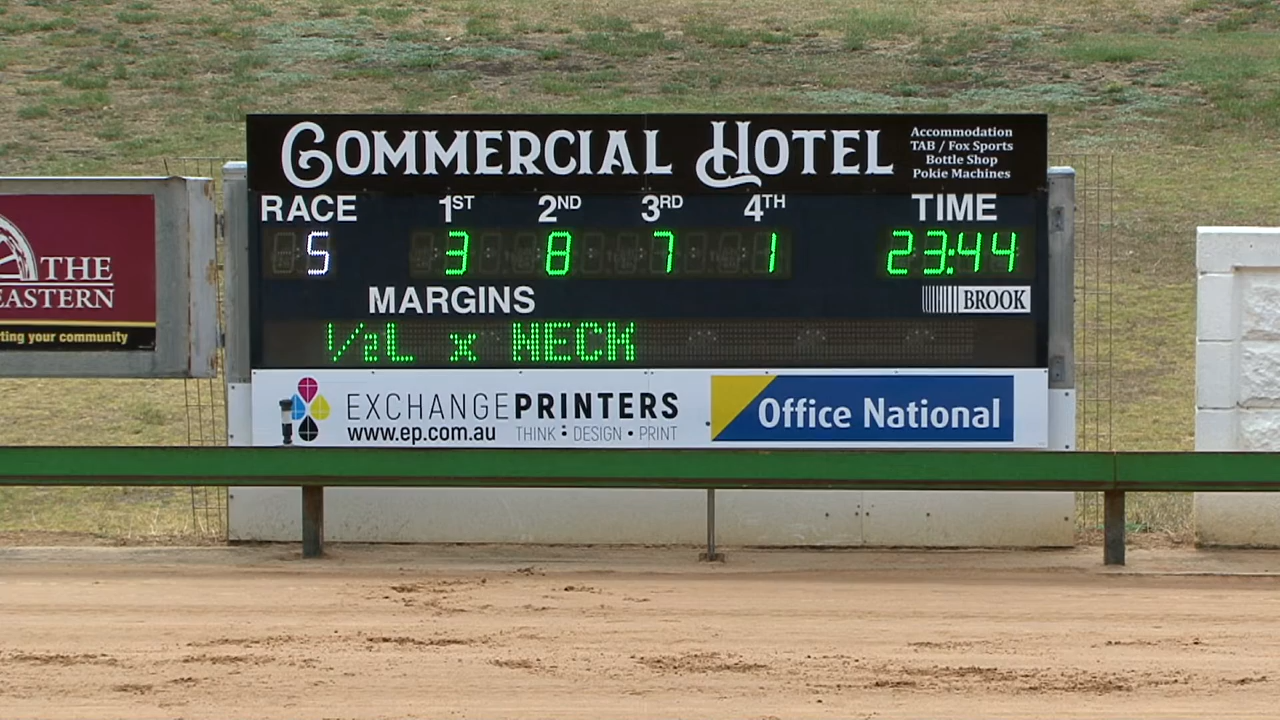 COMMERCIAL HOTEL
Accommodation
TAB / Fox Sports
Bottle Shop
Pokie Machines
RACE 1ST 2ND 3RD 4TH TIME
5 3 8 7 1 23.44
MARGINS
BROOK
½L x NECK
THE
EASTERN
rting your community
EXCHANGEPRINTERS
www.ep.com.au THINK • DESIGN • PRINT
Office National